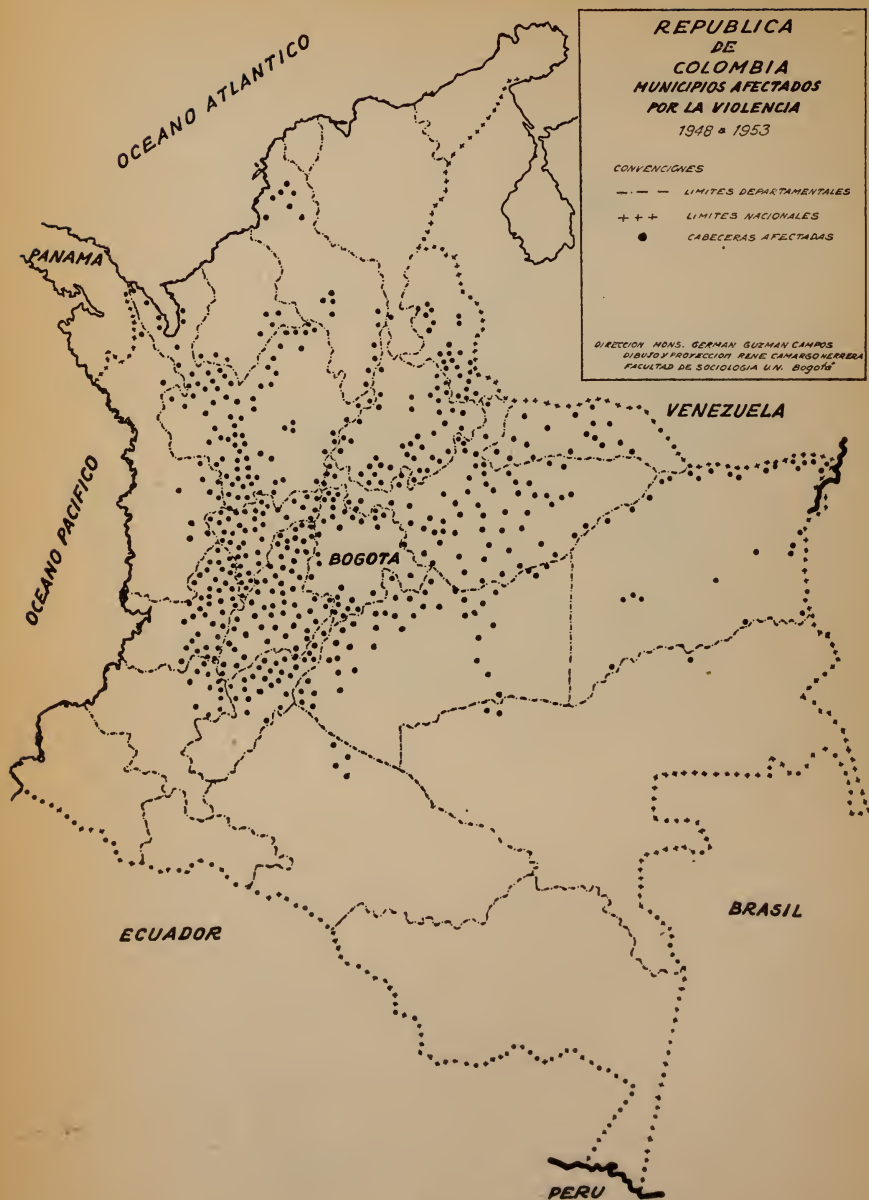 REPUBLICA
DE
COLOMBIA
MUNICIPIOS AFECTADOS
POR LA VIOLENCIA
1948 a 1953
CONVENCIONES
LIMITES DEPARTAMENTALES
LIMITES NACIONALES
CABECERAS AFECTADAS
DIRECCION MONS. GERMAN GUZMAN CAMPOS
DIBUJO Y PROYECCION RENE CAMARGO HERRERA
FACULTAD DE SOCIOLOGIA U.N. Bogotá
OCEANO ATLANTICO
PANAMA
VENEZUELA
OCEANO PACIFICO
BOGOTA
ECUADOR
BRASIL
PERU